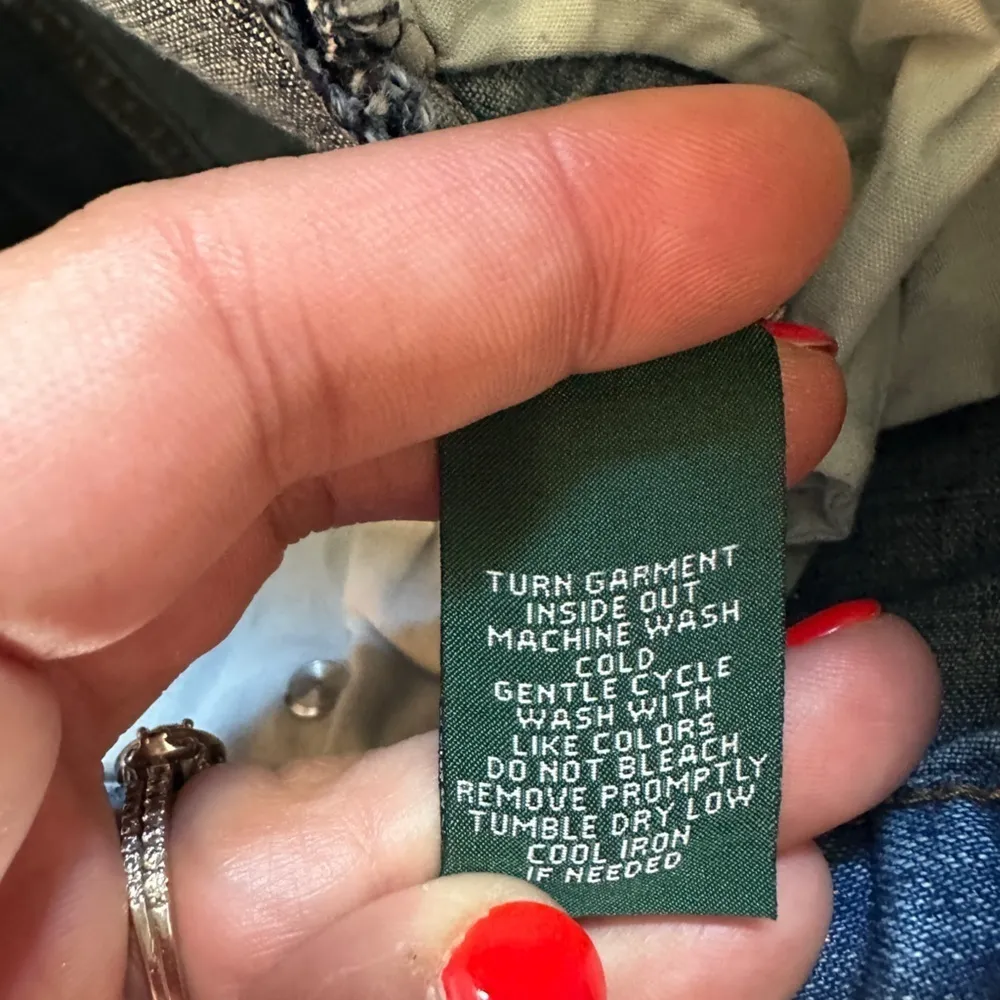 TURN GARMENT
INSIDE OUT
MACHINE WASH
COLD
GENTLE CYCLE
WASH WITH
LIKE COLORS
DO NOT BLEACH
REMOVE PROMPTLY
TUMBLE DRY LOW
COOL IRON
IF NEEDED